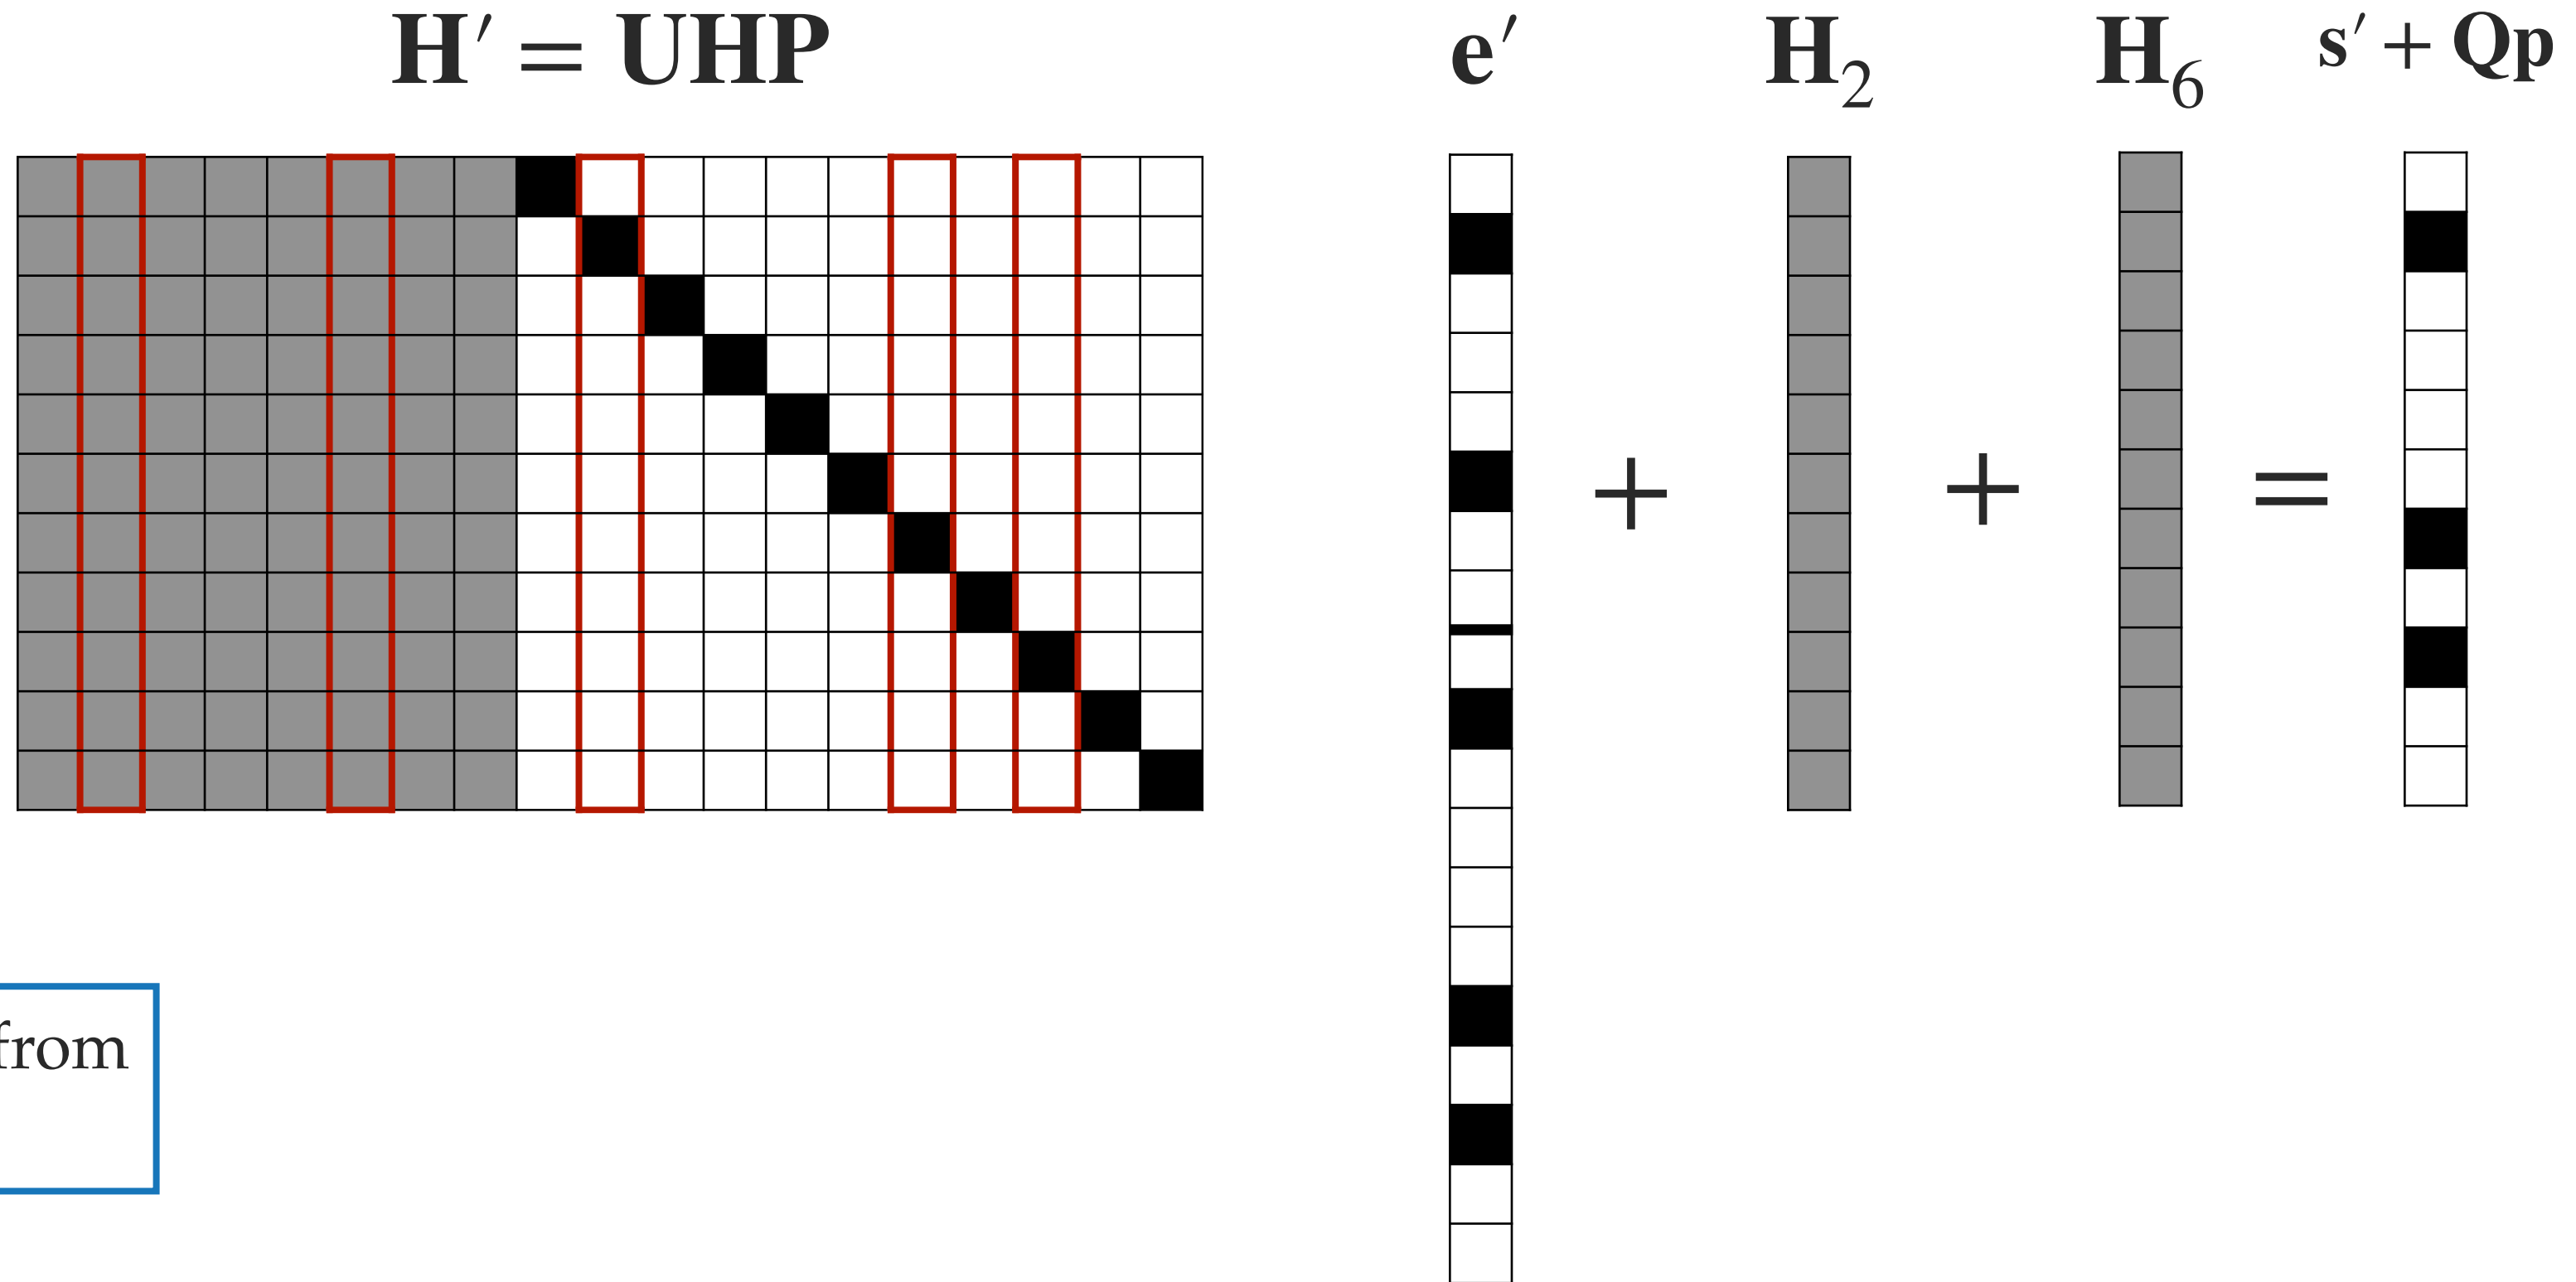 H′ = UHP
e′
H₂
H₆
s′ + Qp
+
+
=
from